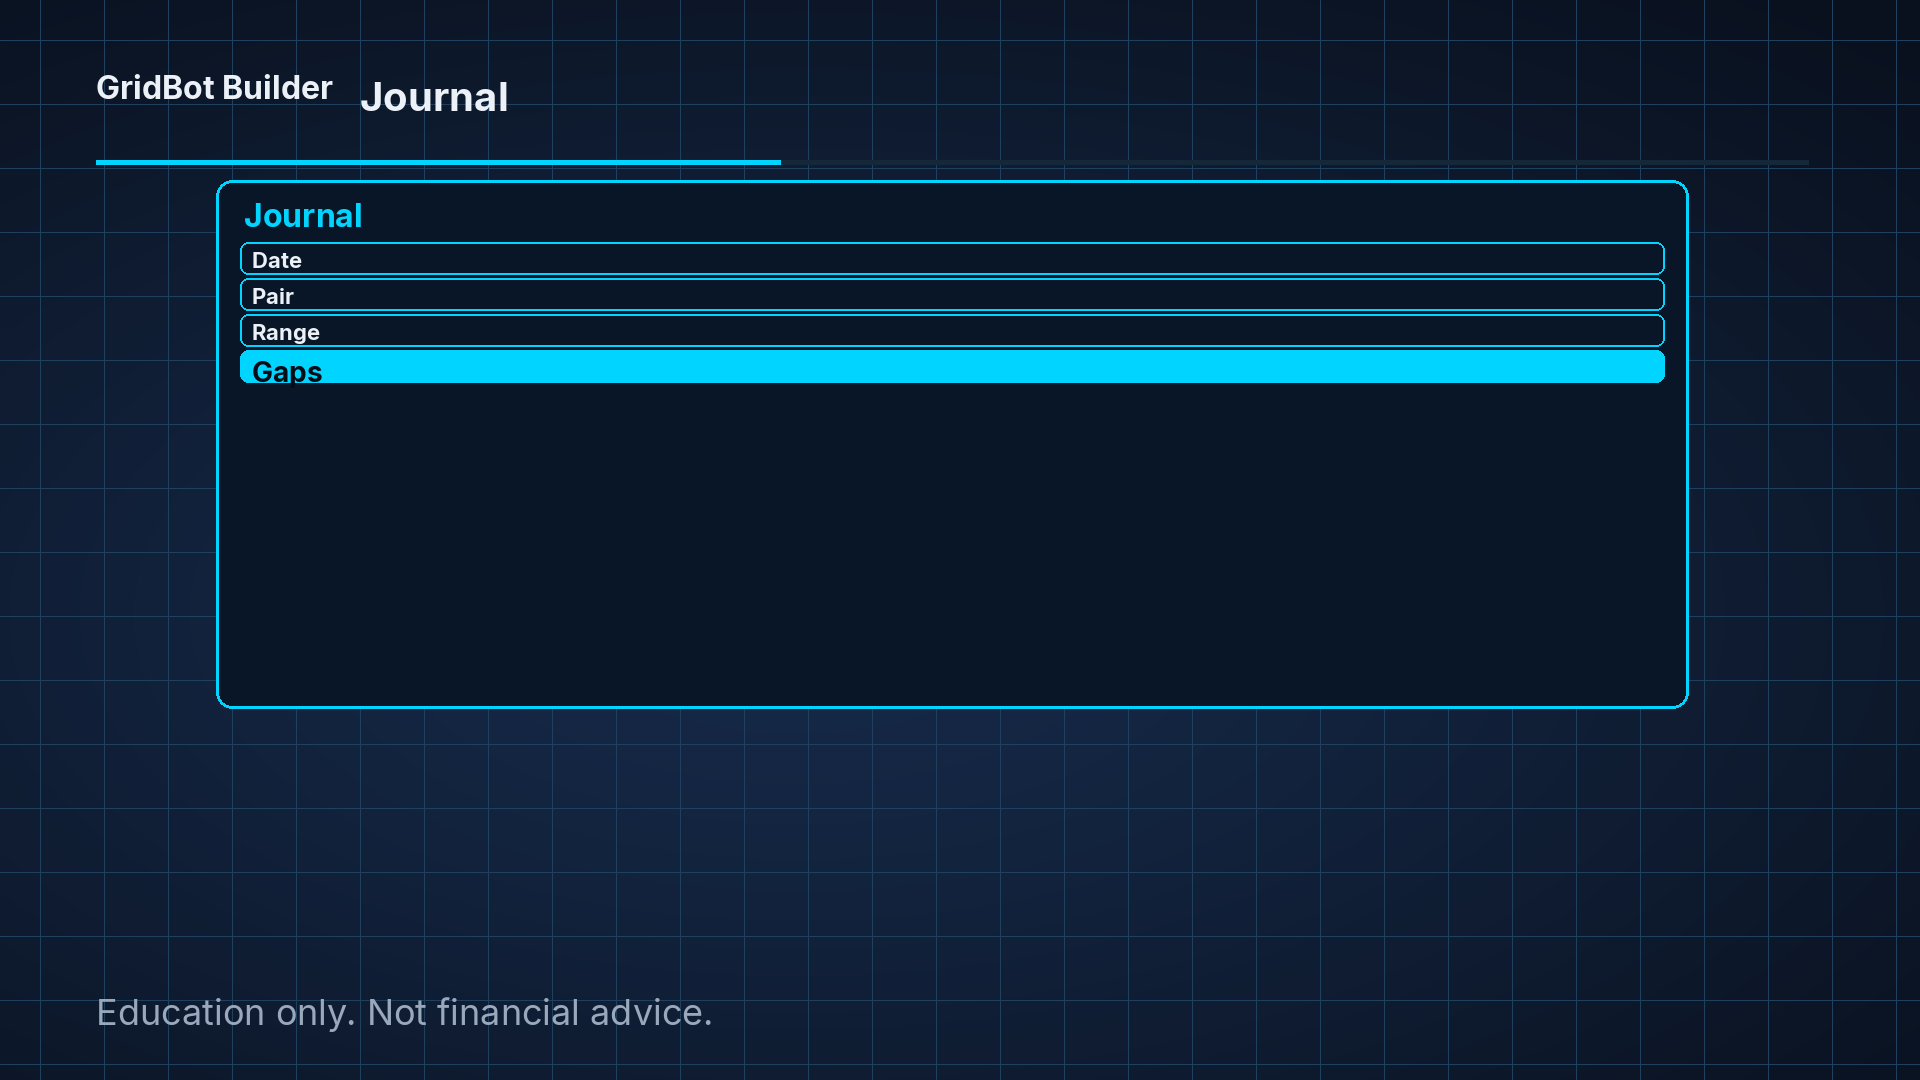 GridBot Builder
Journal
Journal
Date
Pair
Range
Gaps
Education only. Not financial advice.